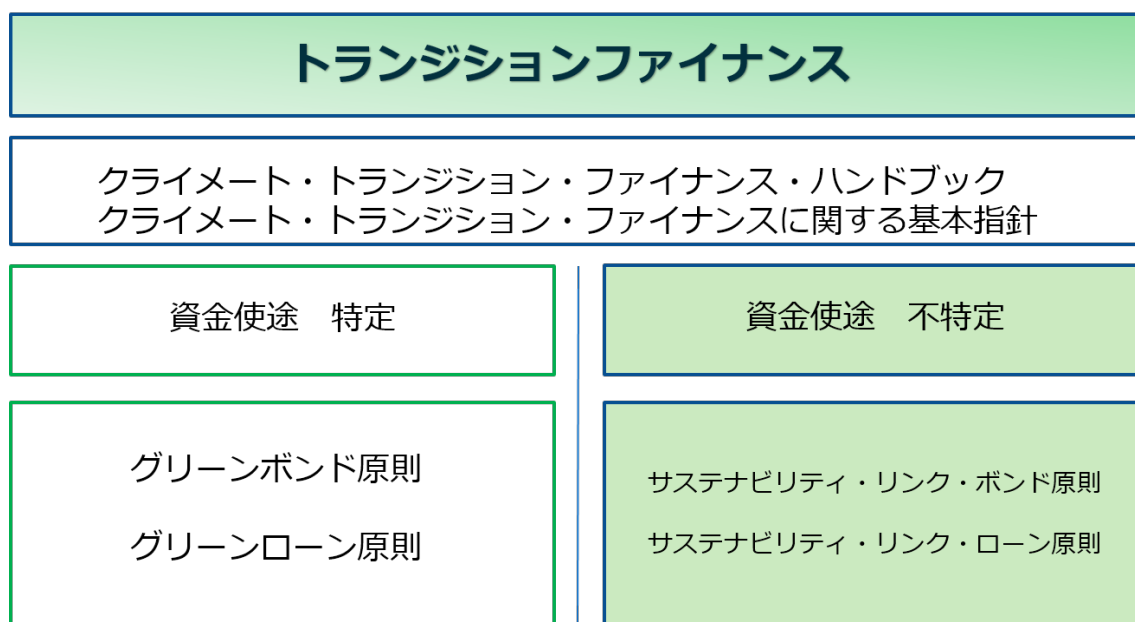 トランジションファイナンス
クライメート・トランジション・ファイナンス・ハンドブック
クライメート・トランジション・ファイナンスに関する基本指針
資金使途　特定
資金使途　不特定
グリーンボンド原則
グリーンローン原則
サステナビリティ・リンク・ボンド原則
サステナビリティ・リンク・ローン原則